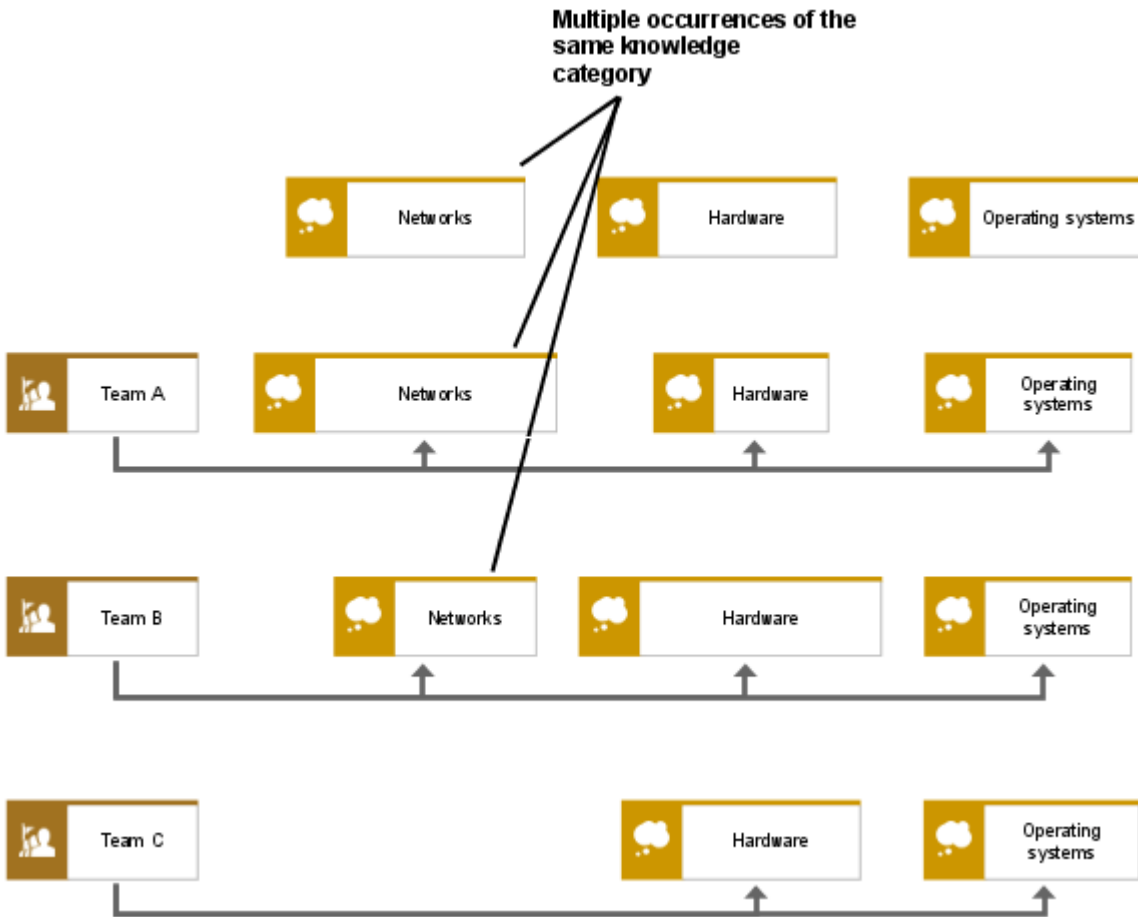 Multiple occurrences of the
same knowledge
category
Networks
Hardware
Operating systems
Team A
Networks
Hardware
Operating
systems
Team B
Networks
Hardware
Operating
systems
Team C
Hardware
Operating
systems